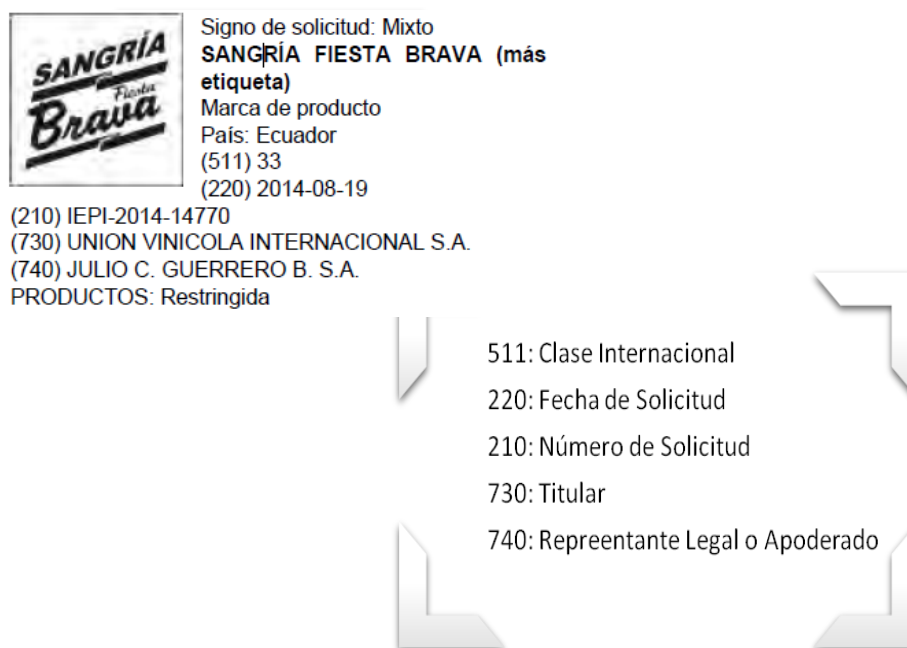 SANGRÍA
Fiesta
Brava
Signo de solicitud: Mixto
SANGRÍA FIESTA BRAVA (más
etiqueta)
Marca de producto
País: Ecuador
(511) 33
(220) 2014-08-19
(210) IEPI-2014-14770
(730) UNION VINICOLA INTERNACIONAL S.A.
(740) JULIO C. GUERRERO B. S.A.
PRODUCTOS: Restringida
511: Clase Internacional
220: Fecha de Solicitud
210: Número de Solicitud
730: Titular
740: Repreentante Legal o Apoderado